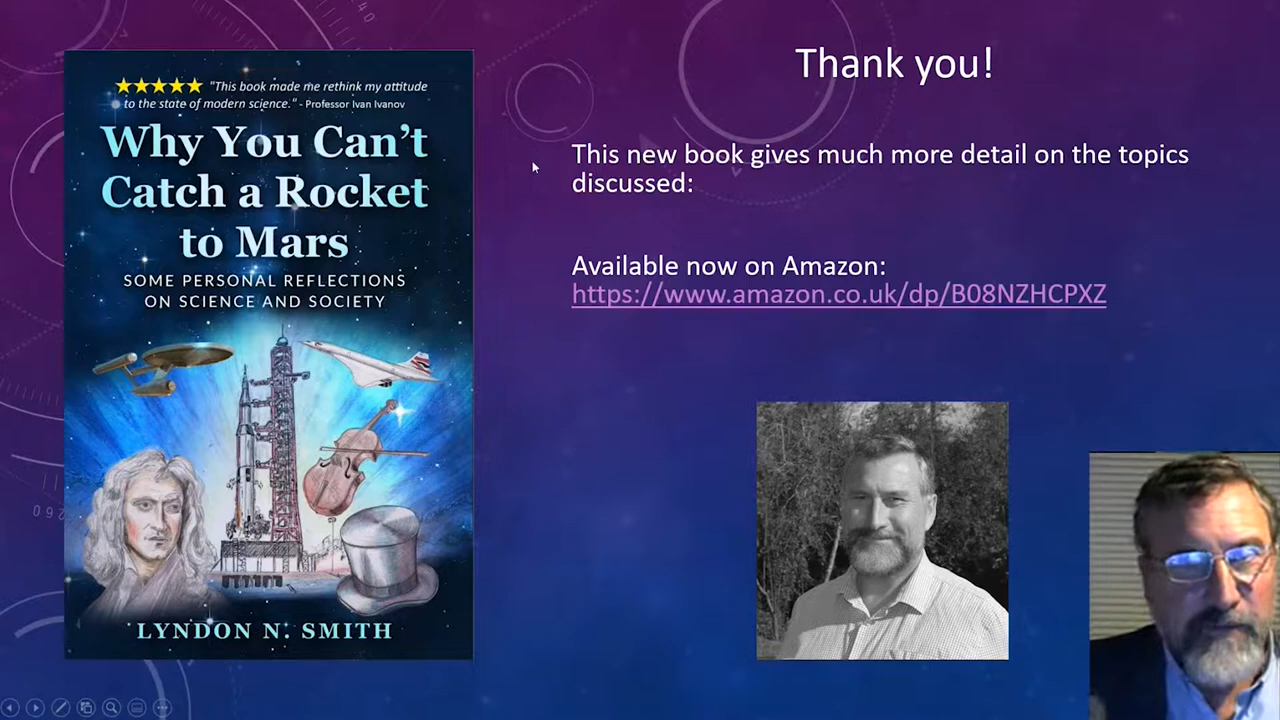 ★★★★★ "This book made me rethink my attitude
to the state of modern science." - Professor Ivan Ivanov
Why You Can't
Catch a Rocket
to Mars
SOME PERSONAL REFLECTIONS
ON SCIENCE AND SOCIETY
LYNDON N. SMITH
Thank you!
This new book gives much more detail on the topics
discussed:
Available now on Amazon:
https://www.amazon.co.uk/dp/B08NZHCPXZ
40
260